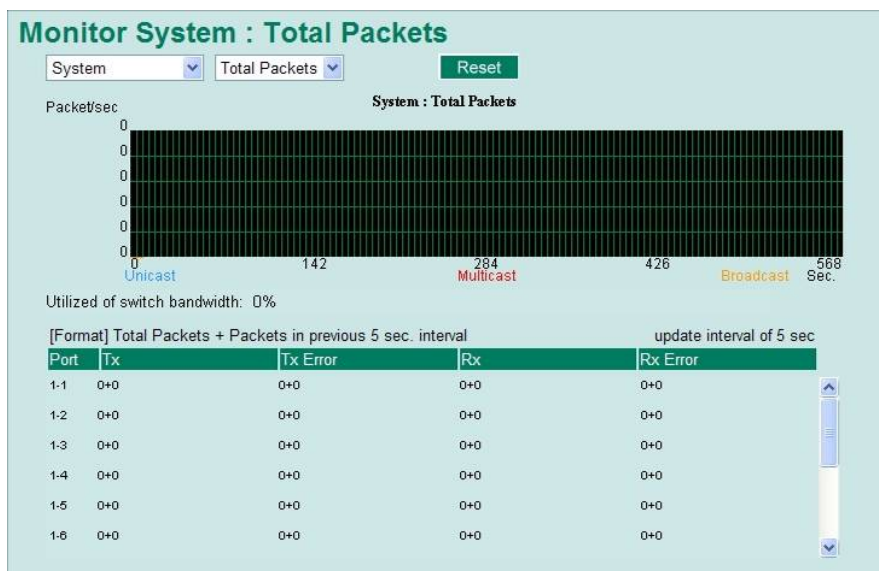 Monitor System : Total Packets
System Total Packets Reset
Packet/sec System : Total Packets
0
0
0
0
0
0
0 142 284 426 568
Unicast Multicast Broadcast Sec.
Utilized of switch bandwidth: 0%
[Format] Total Packets + Packets in previous 5 sec. interval update interval of 5 sec
Port Tx Tx Error Rx Rx Error
1-1 0+0 0+0 0+0 0+0
1-2 0+0 0+0 0+0 0+0
1-3 0+0 0+0 0+0 0+0
1-4 0+0 0+0 0+0 0+0
1-5 0+0 0+0 0+0 0+0
1-6 0+0 0+0 0+0 0+0